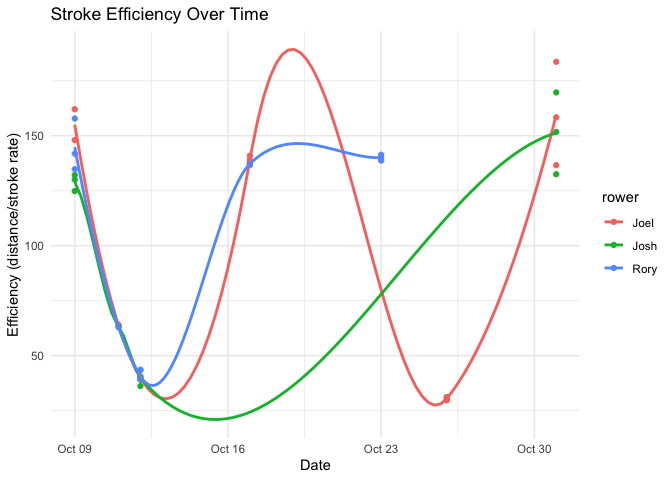 Stroke Efficiency Over Time
Efficiency (distance/stroke rate)
150
100
50
Oct 09
Oct 16
Oct 23
Oct 30
Date
rower
Joel
Josh
Rory